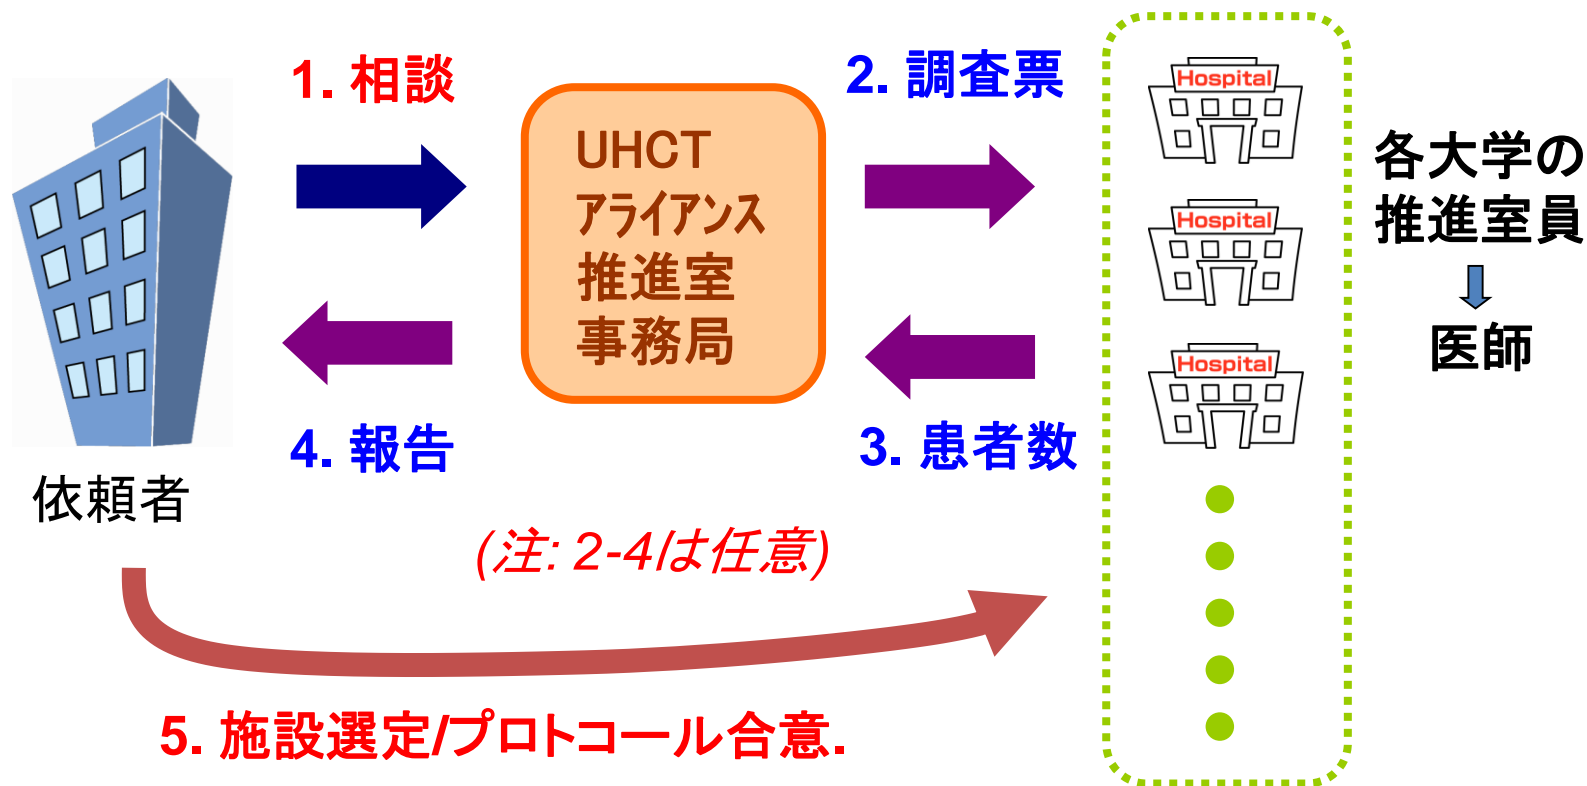 1. 相談
2. 調査票
UHCT
アライアンス
推進室
事務局
Hospital
Hospital
Hospital
各大学の
推進室員
医師
4. 報告
3. 患者数
依頼者
(注: 2-4は任意)
5. 施設選定/プロトコール合意.